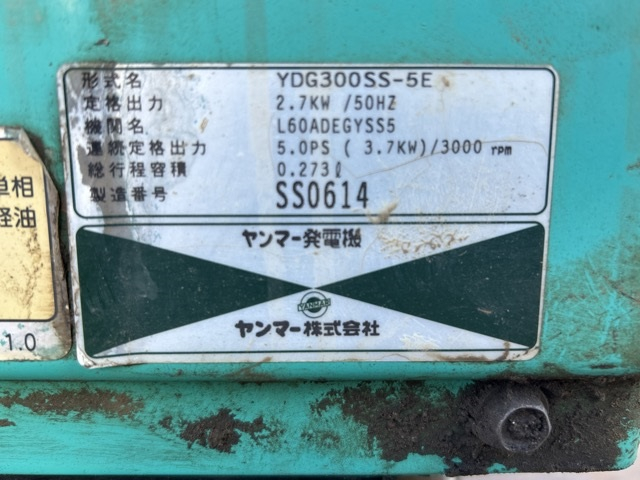 形式名 YDG300SS-5E
定格出力 2.7KW /50HZ
機関名 L60ADEGYSS5
連続定格出力 5.0PS ( 3.7KW)/3000 rpm
総行程容積 0.273ℓ
製造番号 SS0614
ヤンマー発電機
YANMAR
ヤンマー株式会社
単相
軽油
1.0